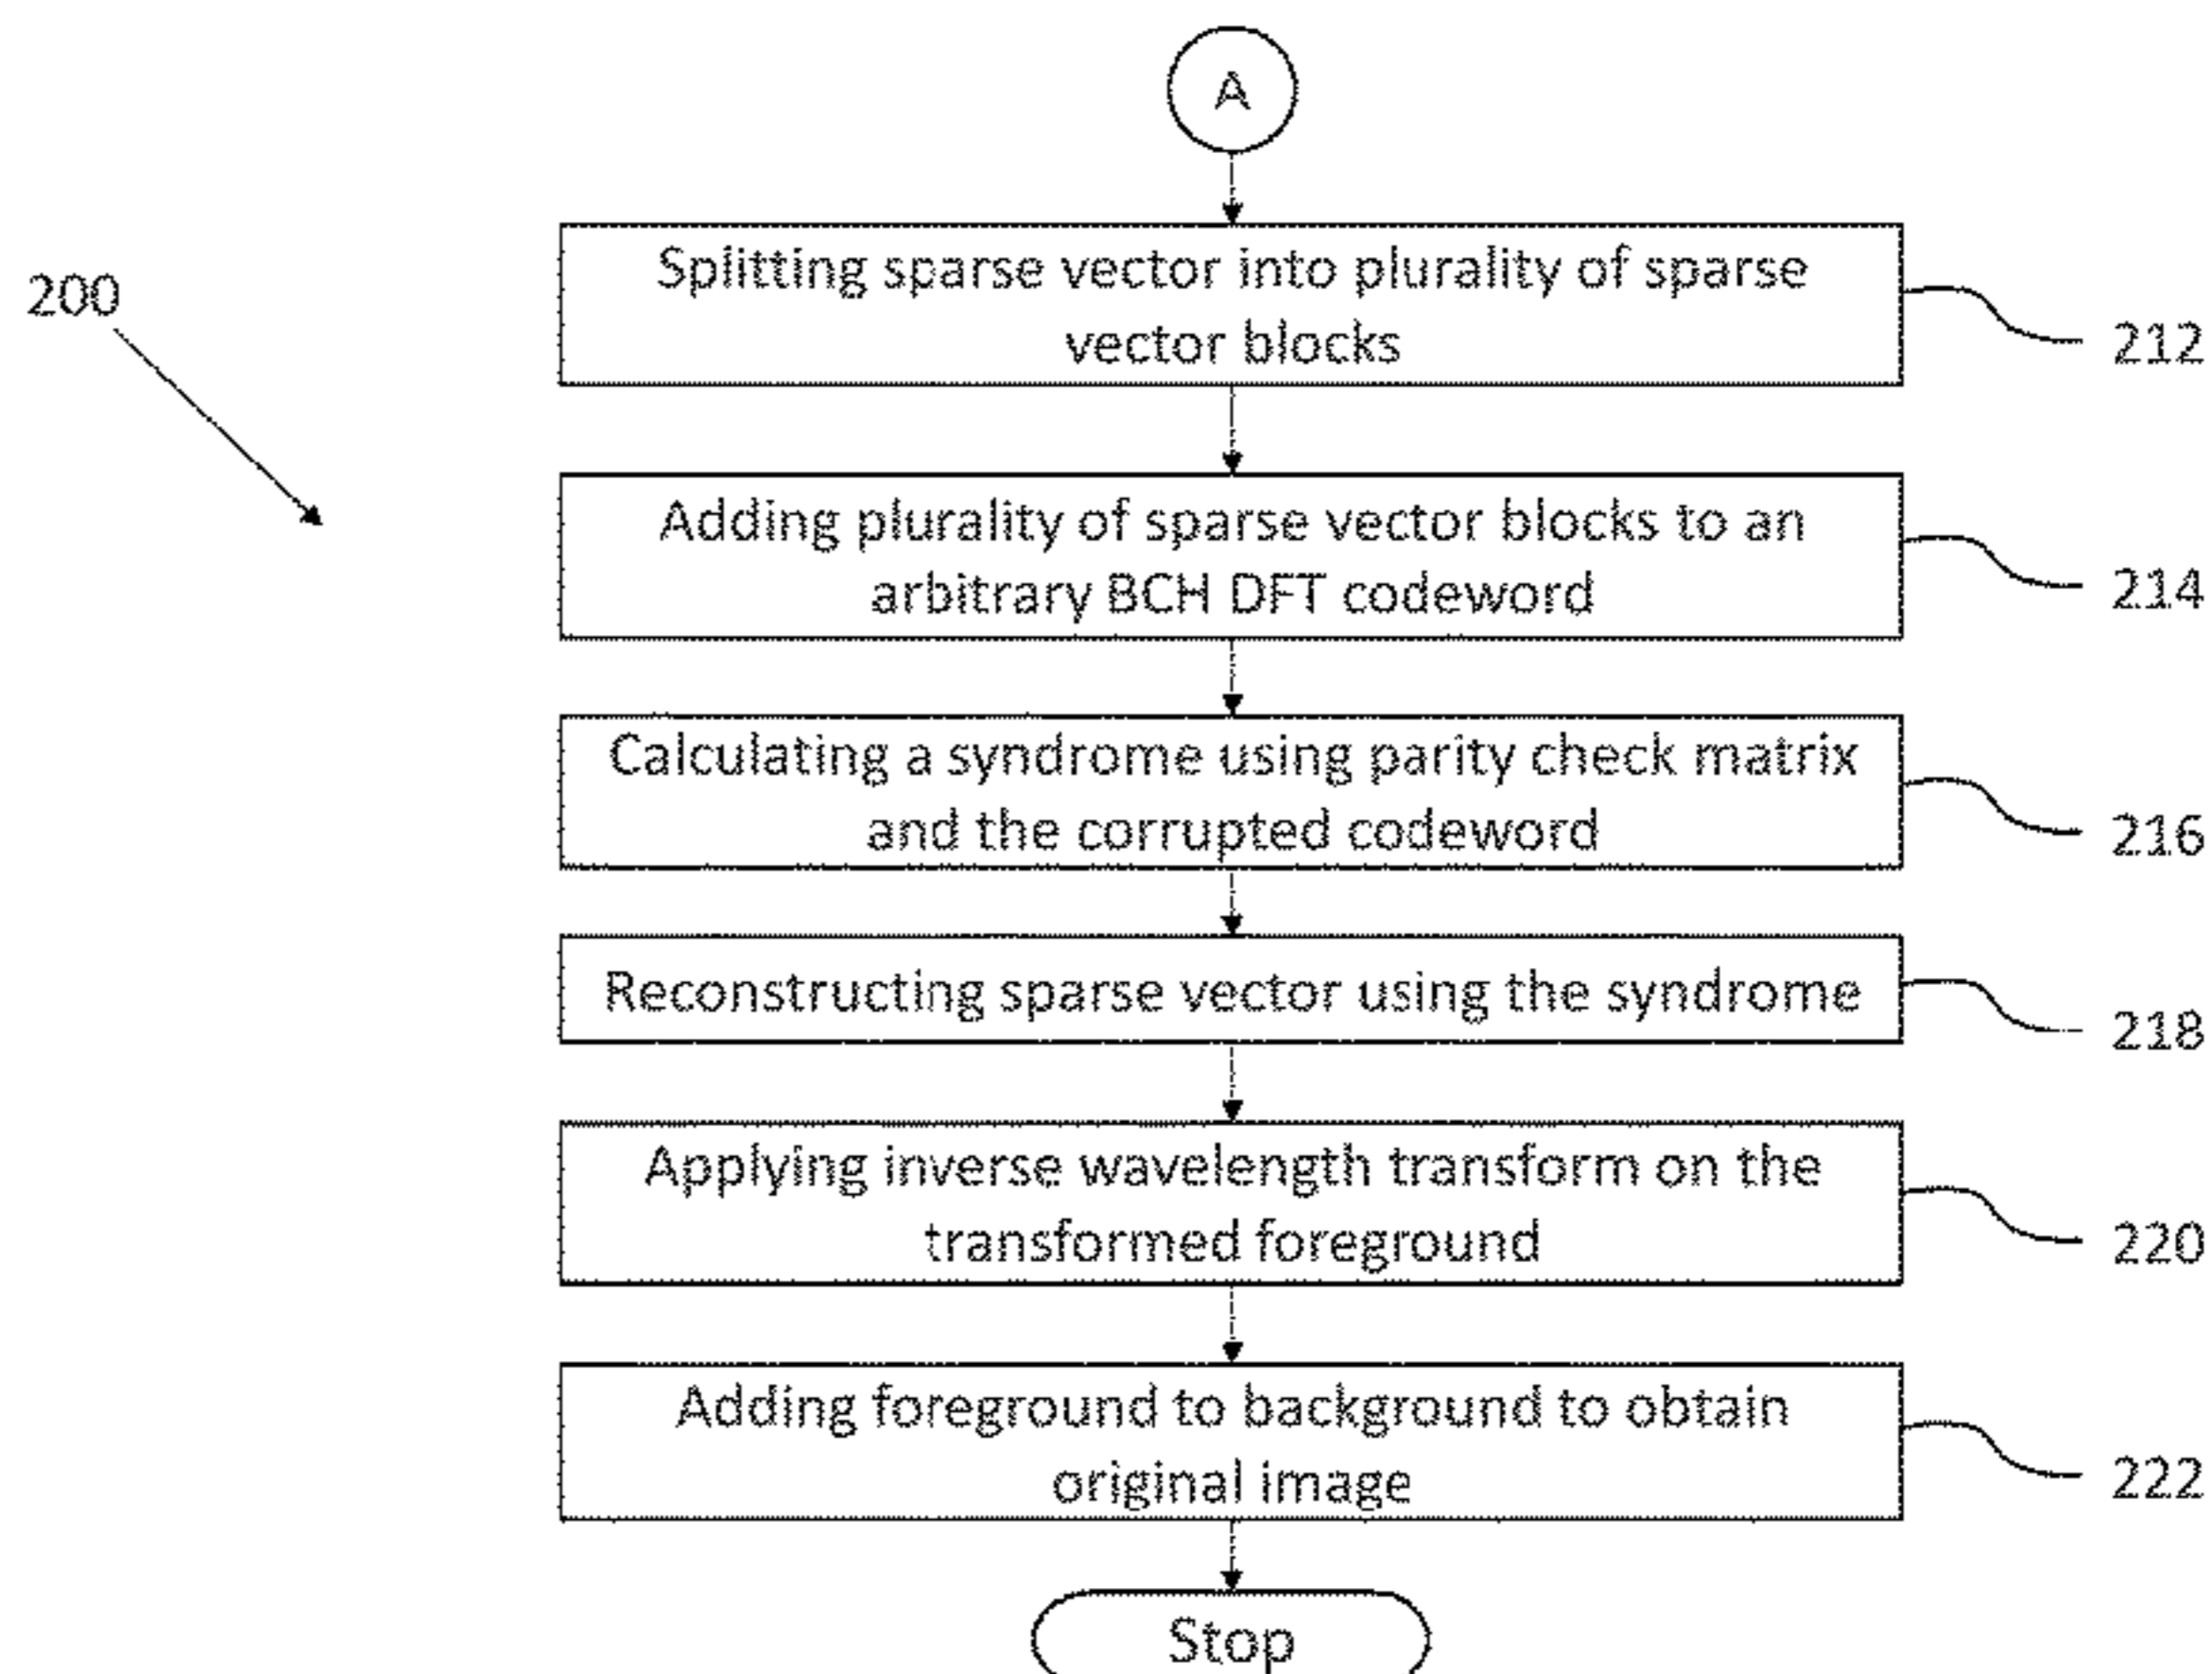 A
200
Splitting sparse vector into plurality of sparse
vector blocks
212
Adding plurality of sparse vector blocks to an
arbitrary BCH DFT codeword
214
Calculating a syndrome using parity check matrix
and the corrupted codeword
216
Reconstructing sparse vector using the syndrome
218
Applying inverse wavelength transform on the
transformed foreground
220
Adding foreground to background to obtain
original image
222
Stop